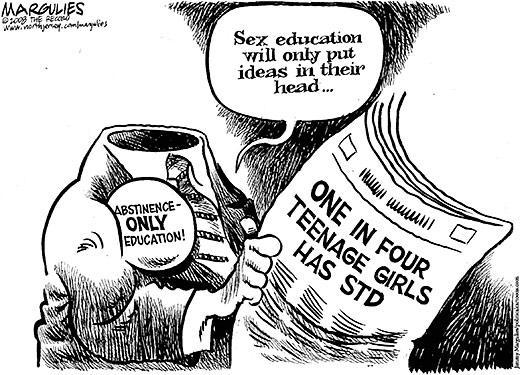 MARGULIES
©2008 THE RECORD
www.northjersey.com/margulies
Sex education
will only put
ideas in their
head...
ABSTINENCE-
ONLY
EDUCATION!
ONE IN FOUR
TEENAGE GIRLS
HAS STD